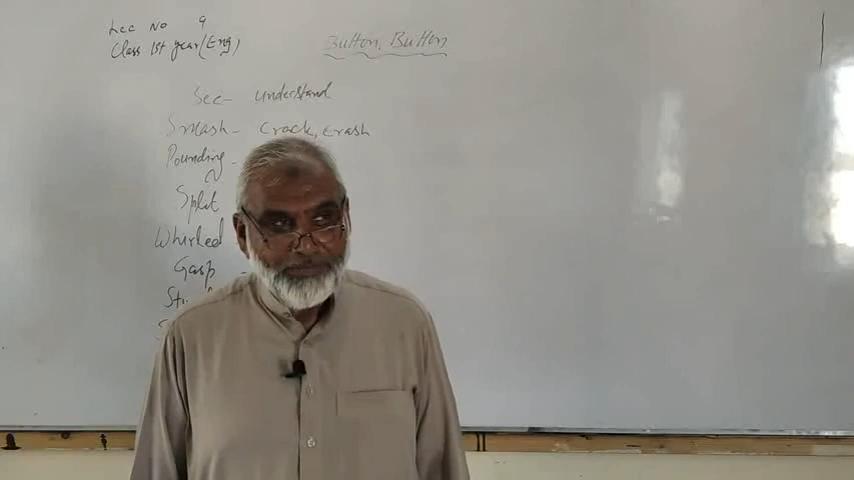 Lec No 9
Class 1st year (Eng)
Button, Button
See - understand
Smash - crack, crash
Pounding -
Split
Whirled
Gasp -